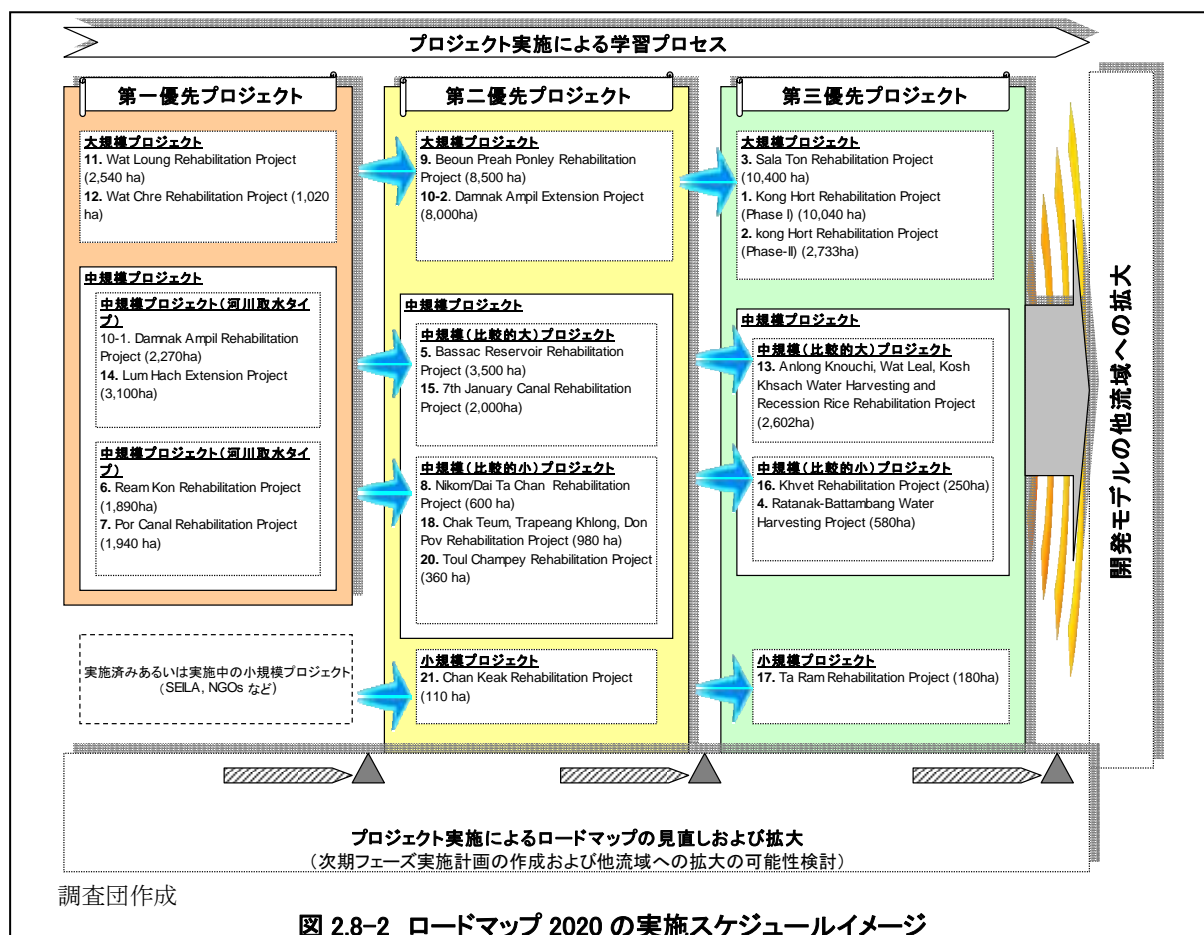 プロジェクト実施による学習プロセス
第一優先プロジェクト
大規模プロジェクト
11. Wat Loung Rehabilitation Project
(2,540 ha)
12. Wat Chre Rehabilitation Project (1,020
ha)
中規模プロジェクト
中規模プロジェクト(河川取水タイ
プ)
10-1. Damnak Ampil Rehabilitation
Project (2,270ha)
14. Lum Hach Extension Project
(3,100ha)
中規模プロジェクト(河川取水タイ
プ)
6. Ream Kon Rehabilitation Project
(1,890ha)
7. Por Canal Rehabilitation Project
(1,940 ha)
実施済みあるいは実施中の小規模プロジェクト
(SEILA, NGOs など)
第二優先プロジェクト
大規模プロジェクト
9. Beoun Preah Ponley Rehabilitation
Project (8,500 ha)
10-2. Damnak Ampil Extension Project
(8,000ha)
中規模プロジェクト
中規模(比較的大)プロジェクト
5. Bassac Reservoir Rehabilitation
Project (3,500 ha)
15. 7th January Canal Rehabilitation
Project (2,000ha)
中規模(比較的小)プロジェクト
8. Nikom/Dai Ta Chan Rehabilitation
Project (600 ha)
18. Chak Teum, Trapeang Khlong, Don
Pov Rehabilitation Project (980 ha)
20. Toul Champey Rehabilitation Project
(360 ha)
小規模プロジェクト
21. Chan Keak Rehabilitation Project
(110 ha)
第三優先プロジェクト
大規模プロジェクト
3. Sala Ton Rehabilitation Project
(10,400 ha)
1. Kong Hort Rehabilitation Project
(Phase I) (10,040 ha)
2. kong Hort Rehabilitation Project
(Phase-II) (2,733ha)
中規模プロジェクト
中規模(比較的大)プロジェクト
13. Anlong Knouchi, Wat Leal, Kosh
Khsach Water Harvesting and
Recession Rice Rehabilitation Project
(2,602ha)
中規模(比較的小)プロジェクト
16. Khvet Rehabilitation Project (250ha)
4. Ratanak-Battambang Water
Harvesting Project (580ha)
小規模プロジェクト
17. Ta Ram Rehabilitation Project (180ha)
開発モデルの他流域への拡大
プロジェクト実施によるロードマップの見直しおよび拡大
(次期フェーズ実施計画の作成および他流域への拡大の可能性検討)
調査団作成
図 2.8-2 ロードマップ 2020 の実施スケジュールイメージ